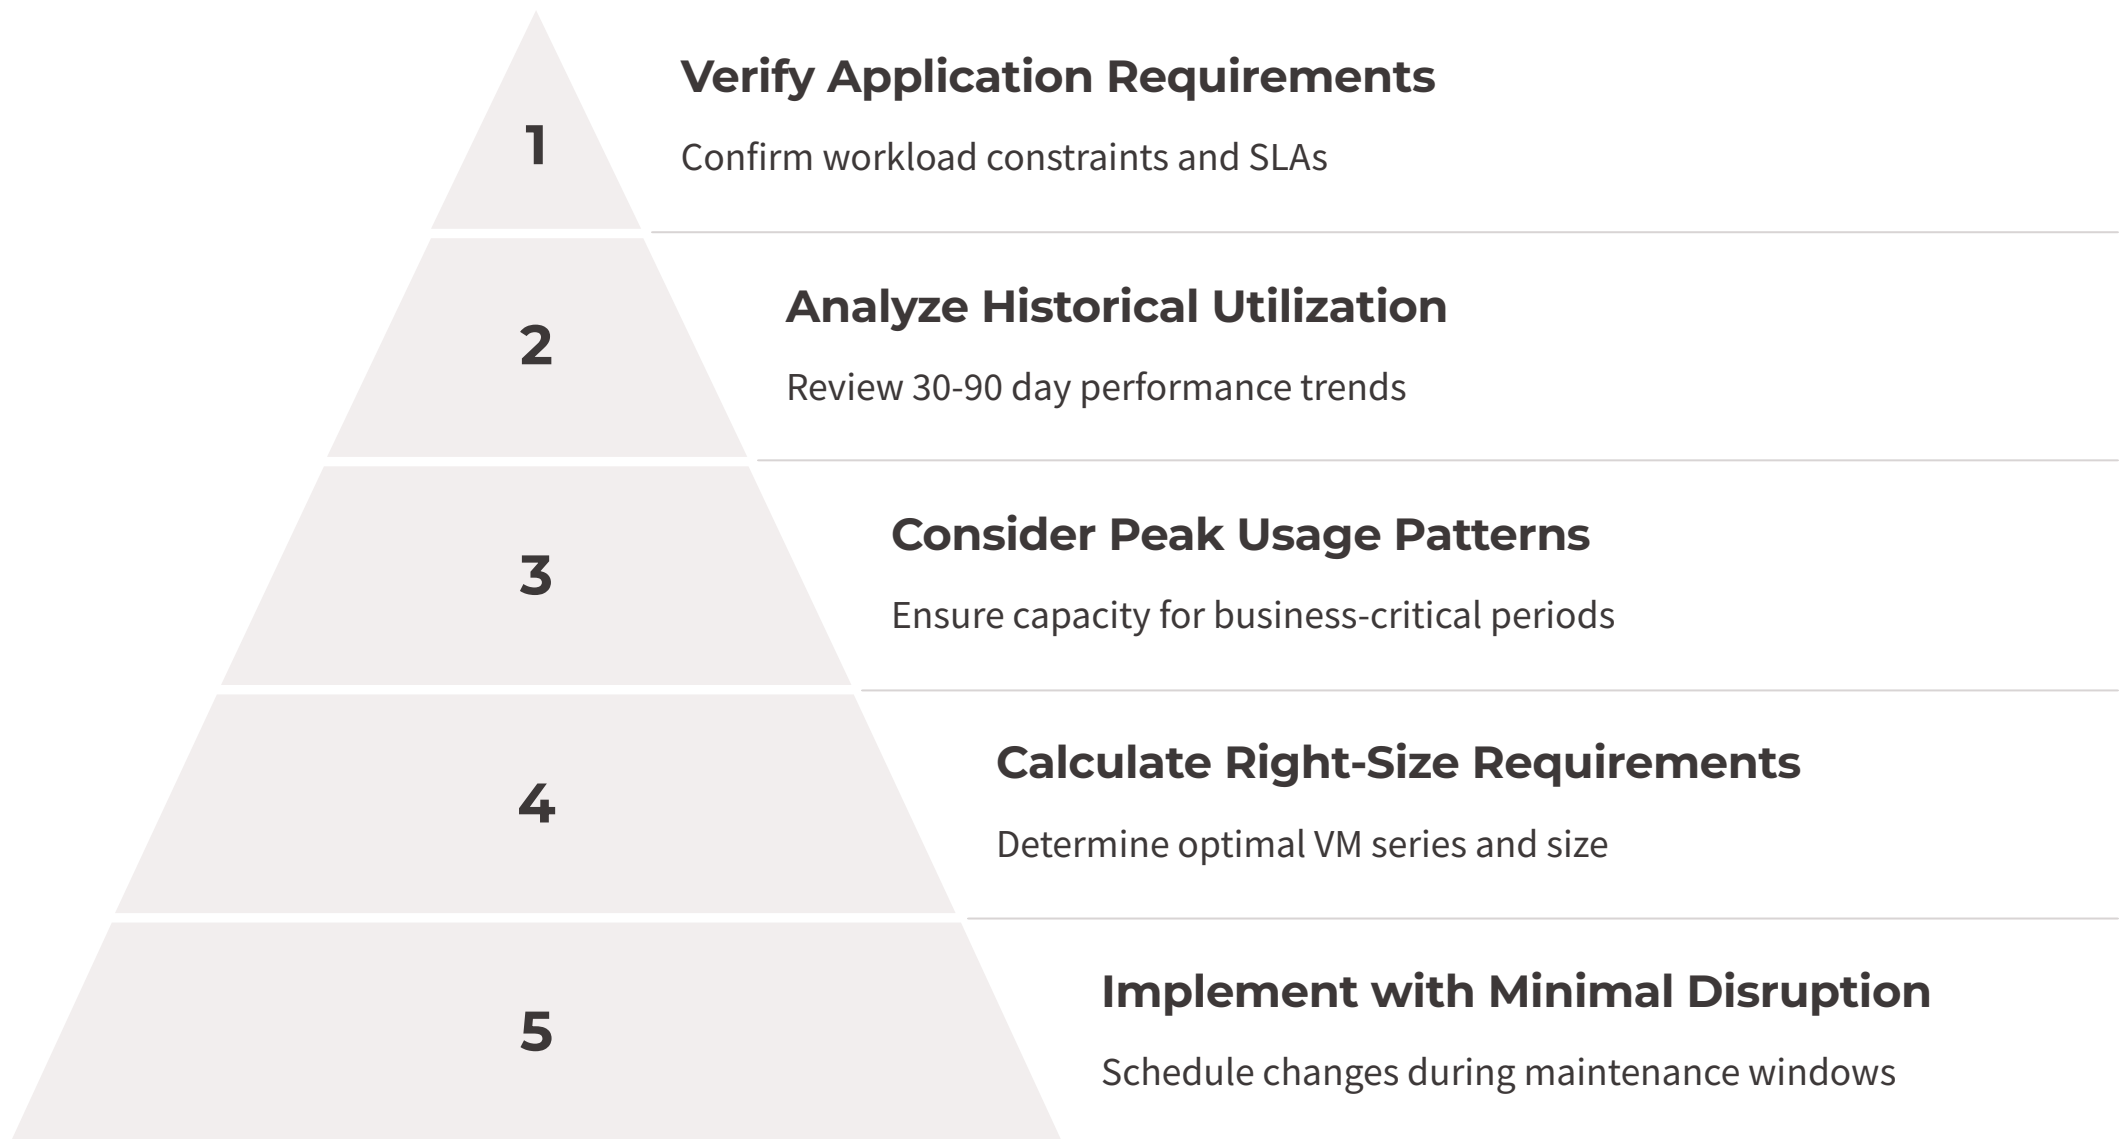 1
Verify Application Requirements
Confirm workload constraints and SLAs
2
Analyze Historical Utilization
Review 30-90 day performance trends
3
Consider Peak Usage Patterns
Ensure capacity for business-critical periods
4
Calculate Right-Size Requirements
Determine optimal VM series and size
5
Implement with Minimal Disruption
Schedule changes during maintenance windows